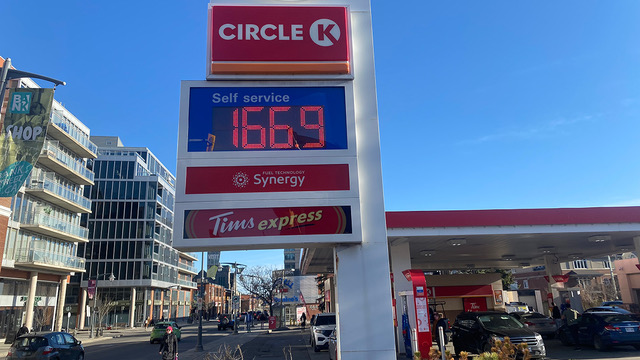 CIRCLE K
Self service
1669
FUEL TECHNOLOGY
Synergy
Tims express
SHOP